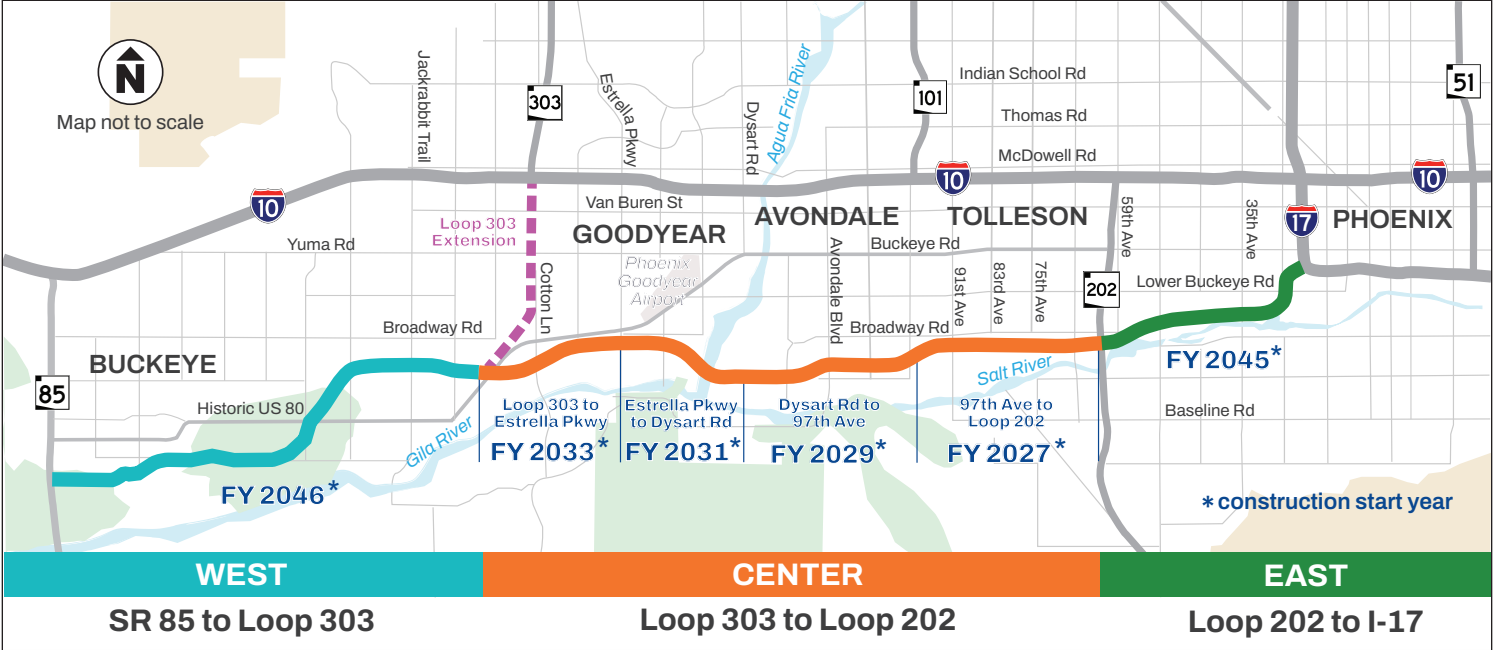 N
Map not to scale
Jackrabbit Trail
303
Estrella Pkwy
Dysart Rd
Agua Fria River
101
Indian School Rd
Thomas Rd
McDowell Rd
51
10
10
10
17
Loop 303
Extension
Van Buren St
GOODYEAR
AVONDALE
TOLLESON
59th Ave
35th Ave
PHOENIX
Yuma Rd
Phoenix
Goodyear
Airport
Avondale Blvd
Buckeye Rd
91st Ave
83rd Ave
75th Ave
202
Lower Buckeye Rd
Cotton Ln
Broadway Rd
Broadway Rd
BUCKEYE
85
Historic US 80
Gila River
Salt River
FY 2045*
Baseline Rd
Loop 303 to
Estrella Pkwy
FY 2033*
Estrella Pkwy
to Dysart Rd
FY 2031*
Dysart Rd to
97th Ave
FY 2029*
97th Ave to
Loop 202
FY 2027*
FY 2046*
*construction start year
WEST
CENTER
EAST
SR 85 to Loop 303
Loop 303 to Loop 202
Loop 202 to I-17